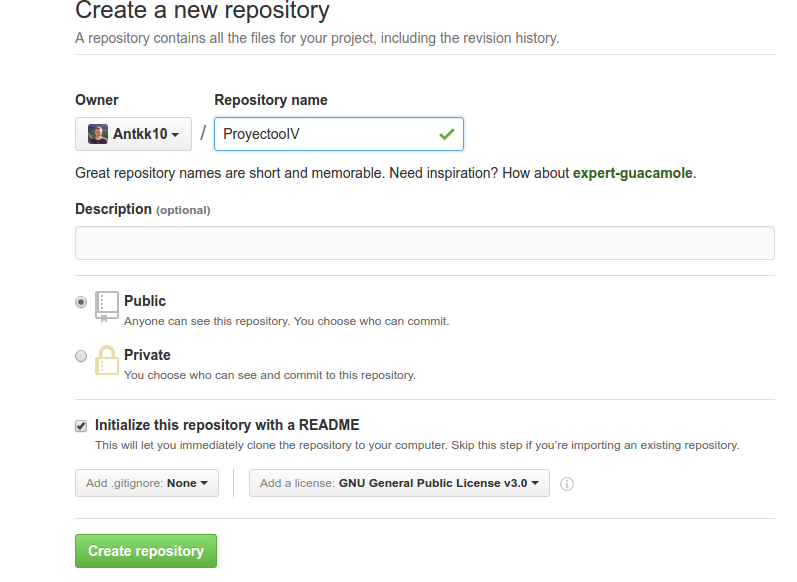 Create a new repository
A repository contains all the files for your project, including the revision history.
Owner
Repository name
Antkk10
/
ProyectooIV
Great repository names are short and memorable. Need inspiration? How about expert-guacamole.
Description (optional)
Public
Anyone can see this repository. You choose who can commit.
Private
You choose who can see and commit to this repository.
Initialize this repository with a README
This will let you immediately clone the repository to your computer. Skip this step if you're importing an existing repository.
Add .gitignore: None
Add a license: GNU General Public License v3.0
Create repository